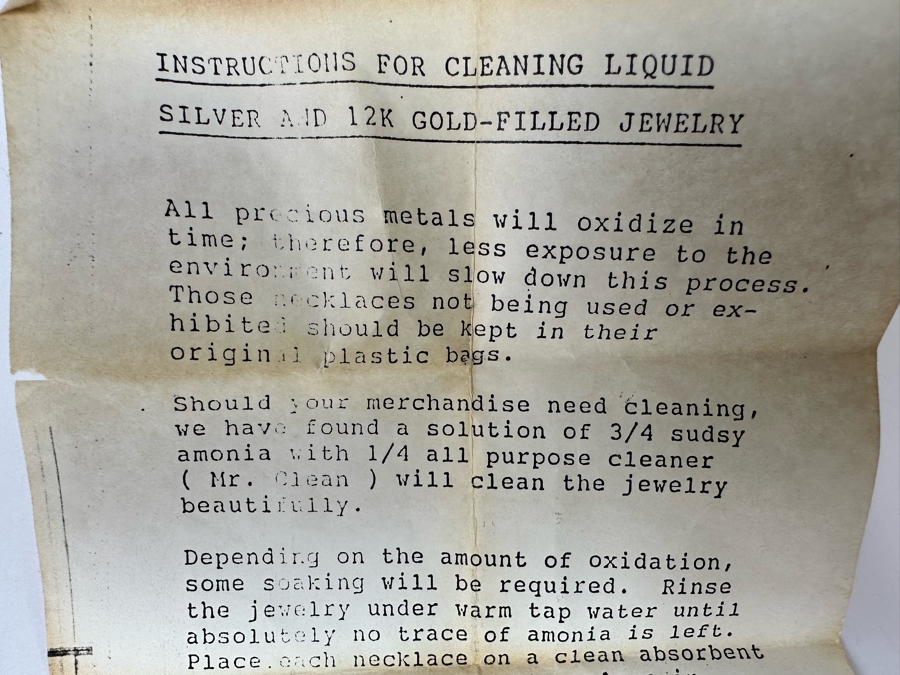 INSTRUCTIONS FOR CLEANING LIQUID
SILVER AND 12K GOLD-FILLED JEWELRY
All precious metals will oxidize in
time; therefore, less exposure to the
environment will slow down this process.
Those necklaces not being used or ex-
hibited should be kept in their
original plastic bags.
Should your merchandise need cleaning,
we have found a solution of 3/4 sudsy
amonia with 1/4 all purpose cleaner
( Mr. Clean ) will clean the jewelry
beautifully.
Depending on the amount of oxidation,
some soaking will be required. Rinse
the jewelry under warm tap water until
absolutely no trace of amonia is left.
Place each necklace on a clean absorbent